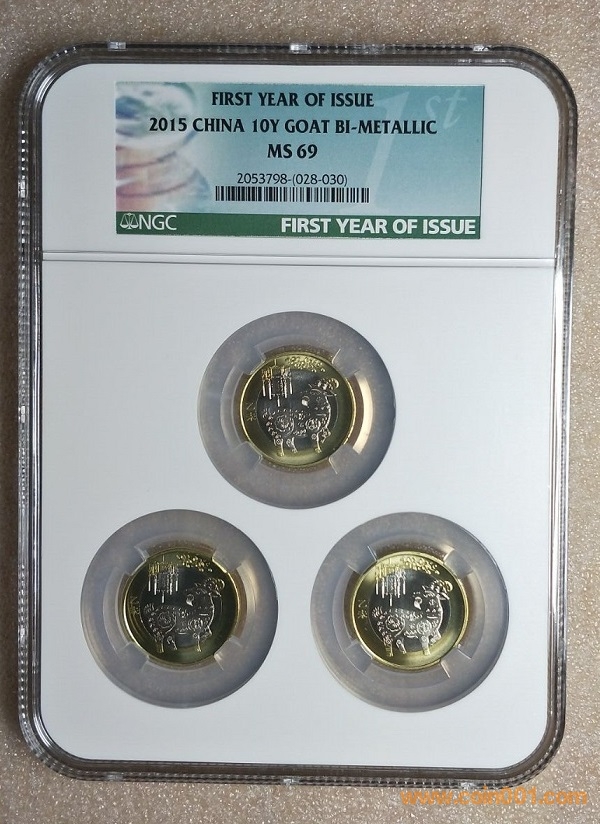 1st
FIRST YEAR OF ISSUE
2015 CHINA 10Y GOAT BI-METALLIC
MS 69
2053798-(028-030)
NGC FIRST YEAR OF ISSUE
www.coin001.com